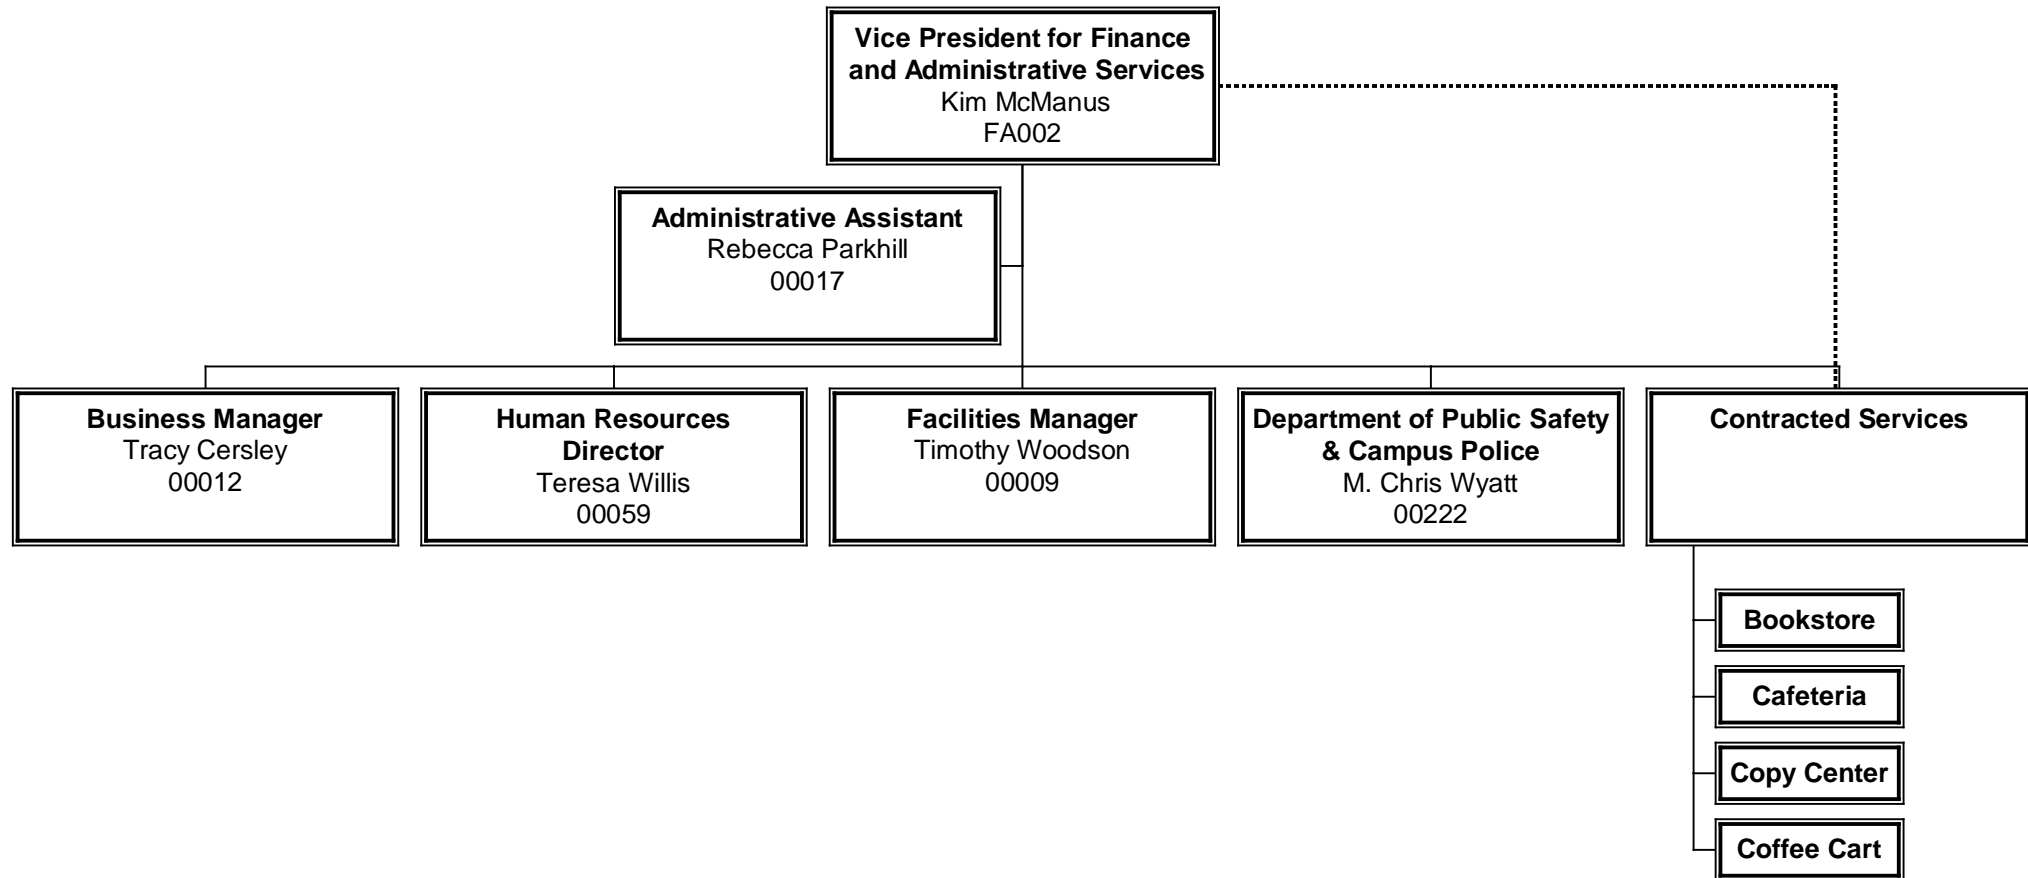 Vice President for Finance
and Administrative Services
Kim McManus
FA002
Administrative Assistant
Rebecca Parkhill
00017
Business Manager
Tracy Cersley
00012
Human Resources
Director
Teresa Willis
00059
Facilities Manager
Timothy Woodson
00009
Department of Public Safety
& Campus Police
M. Chris Wyatt
00222
Contracted Services
Bookstore
Cafeteria
Copy Center
Coffee Cart